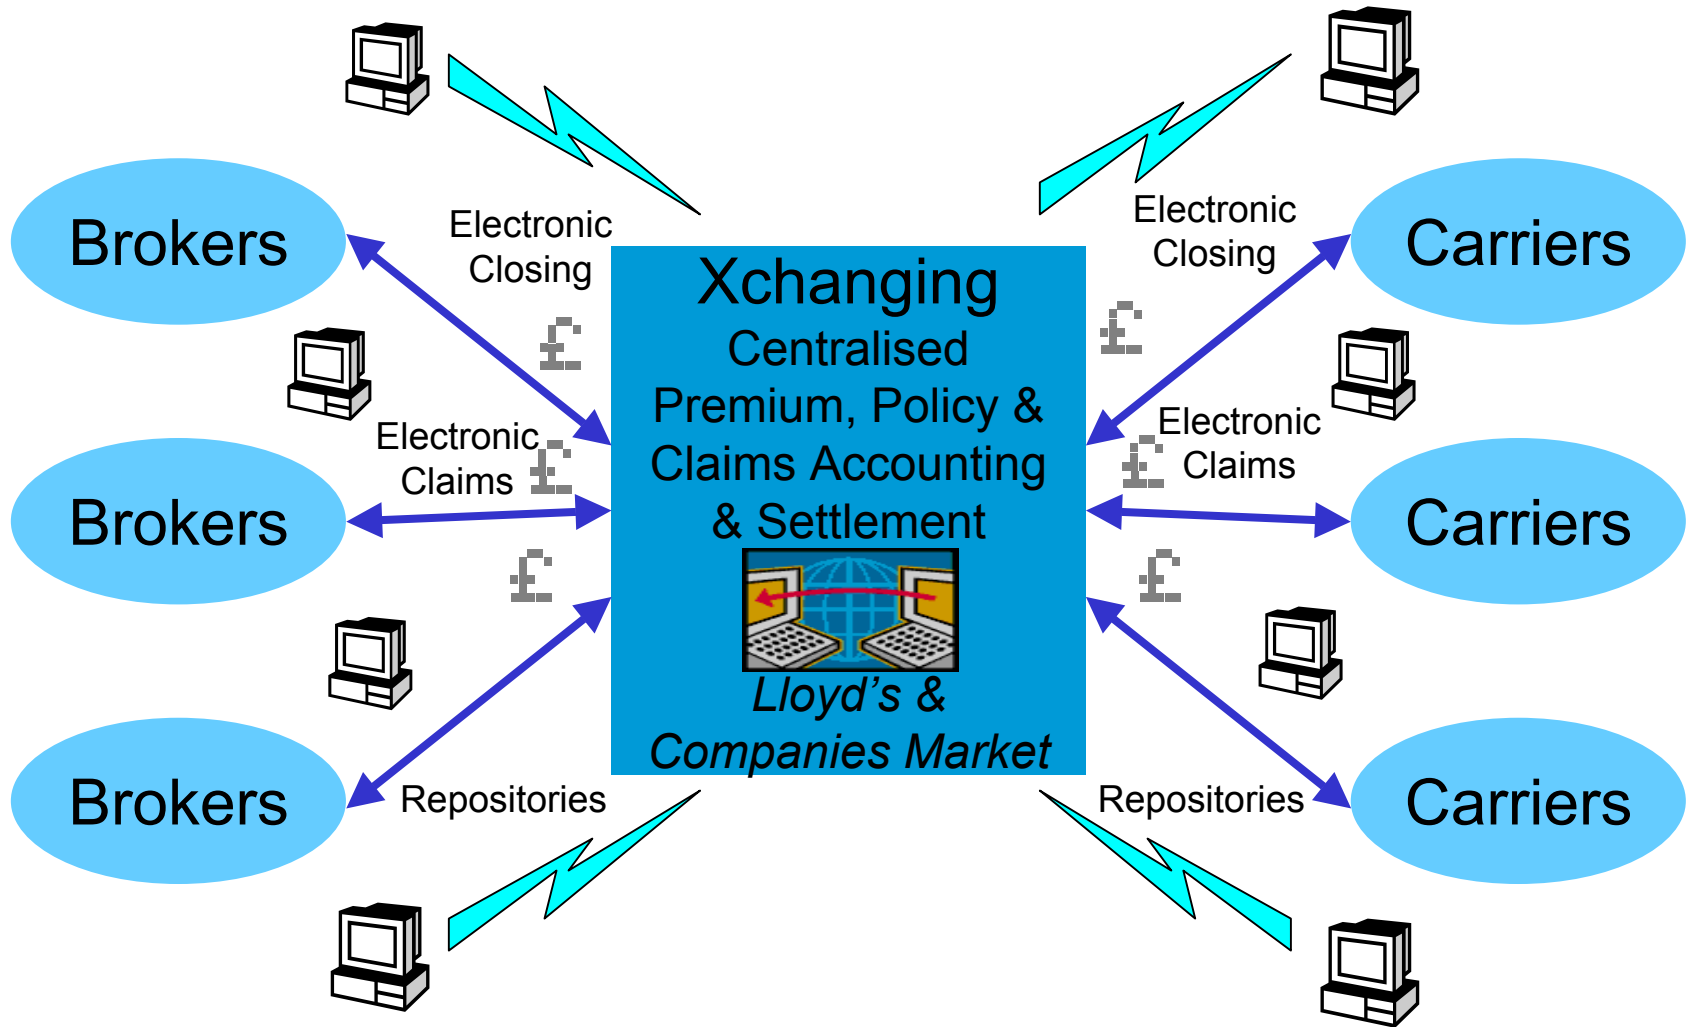 Brokers
Electronic
Closing
£
Electronic
Claims
£
Brokers
£
Brokers
Repositories
Xchanging
Centralised
Premium, Policy &
Claims Accounting
& Settlement
Lloyd’s &
Companies Market
Electronic
Closing
£
Carriers
Electronic
Claims
£
Carriers
£
Repositories
Carriers